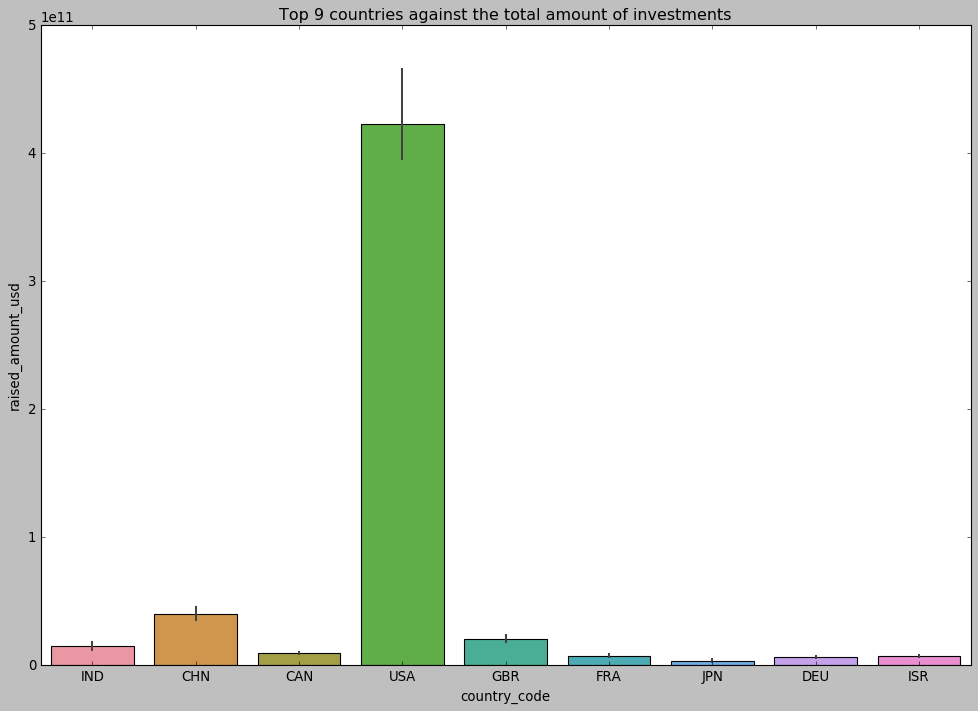 Top 9 countries against the total amount of investments
1e11
5
4
3
2
1
0
raised_amount_usd
IND CHN CAN USA GBR FRA JPN DEU ISR
country_code